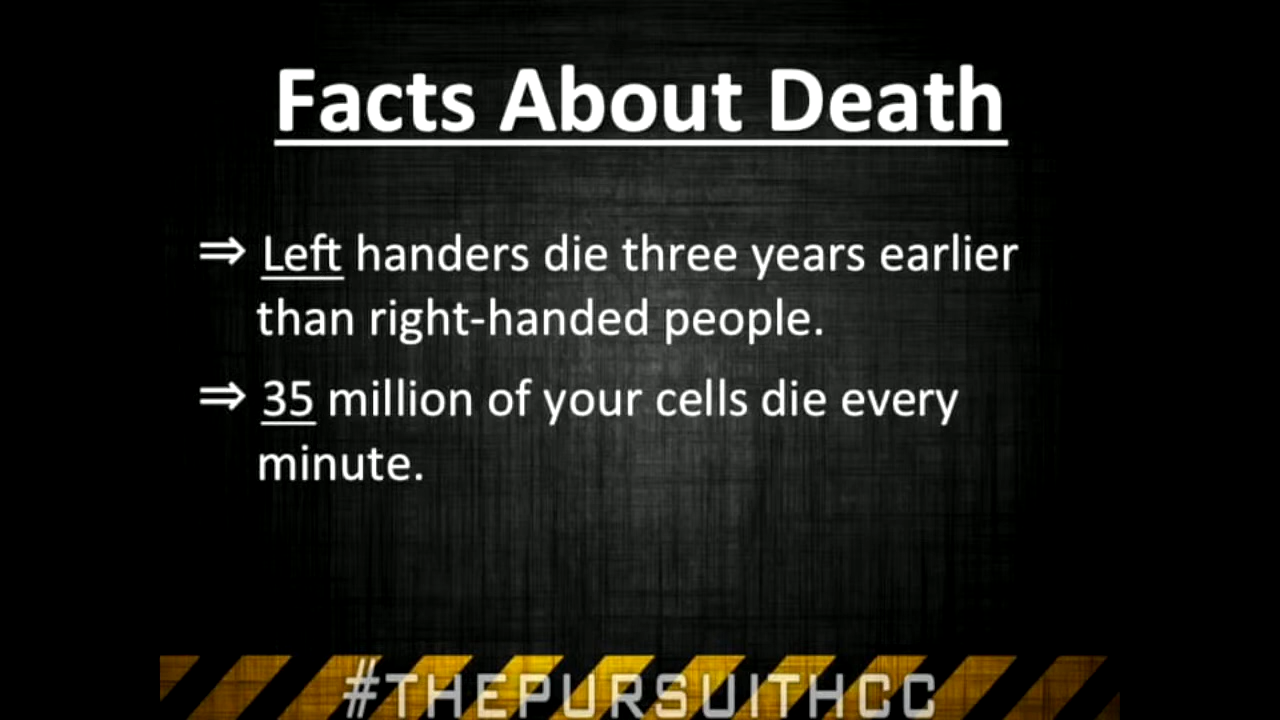 Facts About Death
⇒ Left handers die three years earlier
than right-handed people.
⇒ 35 million of your cells die every
minute.
#THEPURSUITHCC